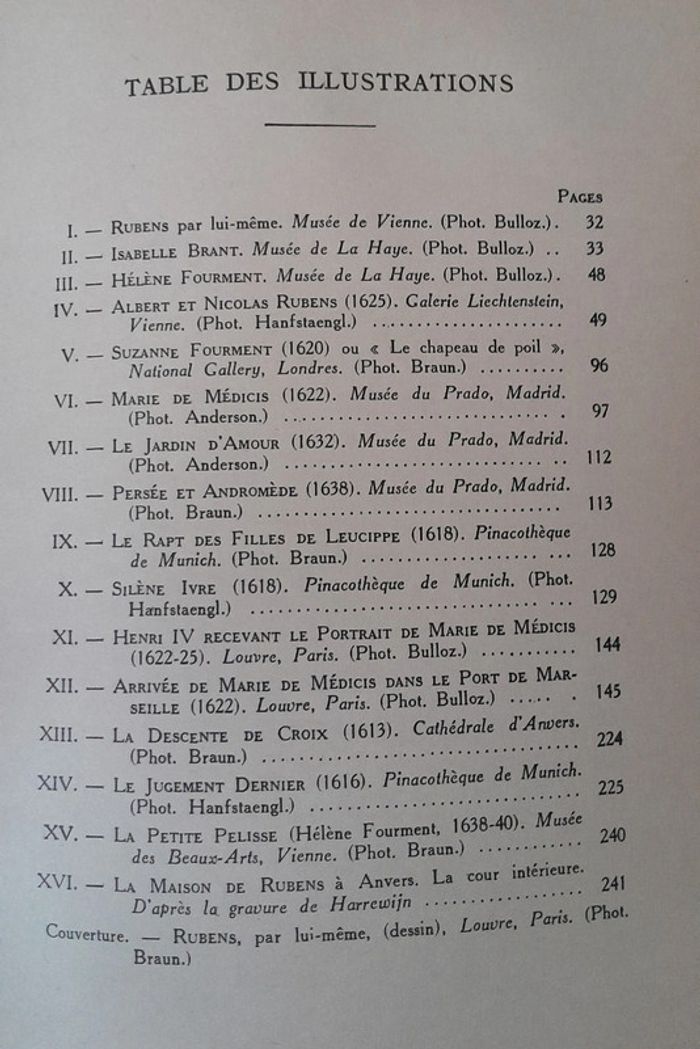 TABLE DES ILLUSTRATIONS
PAGES
I. — RUBENS par lui-même. Musée de Vienne. (Phot. Bulloz.). 32
II. — ISABELLE BRANT. Musée de La Haye. (Phot. Bulloz.) .. 33
III. — HÉLÈNE FOURMENT. Musée de La Haye. (Phot. Bulloz.). 48
IV. — ALBERT ET NICOLAS RUBENS (1625). Galerie Liechtenstein,
Vienne. (Phot. Hanfstaengl.) .................... 49
V. — SUZANNE FOURMENT (1620) ou « Le chapeau de poil »,
National Gallery, Londres. (Phot. Braun.) .......... 96
VI. — MARIE DE MÉDICIS (1622). Musée du Prado, Madrid.
(Phot. Anderson.) ............................. . 97
VII. — LE JARDIN D'AMOUR (1632). Musée du Prado, Madrid.
(Phot. Anderson.) ........................... .. 112
VIII. — PERSÉE ET ANDROMÈDE (1638). Musée du Prado, Madrid.
(Phot. Braun.) ................................ 113
IX. — LE RAPT DES FILLES DE LEUCIPPE (1618). Pinacothèque
de Munich. (Phot. Braun.) .................. ... 128
X. — SILÈNE IVRE (1618). Pinacothèque de Munich. (Phot.
Hanfstaengl.) ............................. ... 129
XI. — HENRI IV RECEVANT LE PORTRAIT DE MARIE DE MÉDICIS
(1622-25). Louvre, Paris. (Phot. Bulloz.) ........... 144
XII. — ARRIVÉE DE MARIE DE MÉDICIS DANS LE PORT DE MAR-
SEILLE (1622). Louvre, Paris. (Phot. Bulloz.) ..... . 145
XIII. — LA DESCENTE DE CROIX (1613). Cathédrale d'Anvers.
(Phot. Braun.) ................................ 224
XIV. — LE JUGEMENT DERNIER (1616). Pinacothèque de Munich.
(Phot. Hanfstaengl.) ........................... 225
XV. — LA PETITE PELISSE (Hélène Fourment, 1638-40). Musée
des Beaux-Arts, Vienne. (Phot. Braun.) ............ 240
XVI. — LA MAISON DE RUBENS à ANVERS. La cour intérieure.
D'après la gravure de Harrewijn ................ 241
Couverture. — RUBENS, par lui-même, (dessin), Louvre, Paris. (Phot.
Braun.)